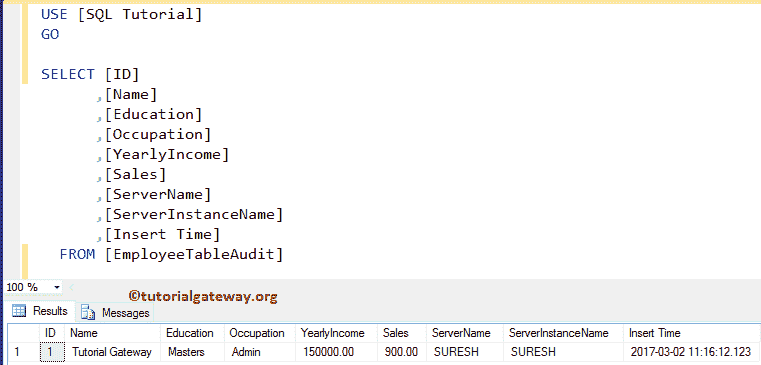 USE [SQL Tutorial]
GO
SELECT [ID]
,[Name]
,[Education]
,[Occupation]
,[YearlyIncome]
,[Sales]
,[ServerName]
,[ServerInstanceName]
,[Insert Time]
FROM [EmployeeTableAudit]
100 %
©tutorialgateway.org
Results Messages
ID Name Education Occupation YearlyIncome Sales ServerName ServerInstanceName Insert Time
1 1 Tutorial Gateway Masters Admin 150000.00 900.00 SURESH SURESH 2017-03-02 11:16:12.123